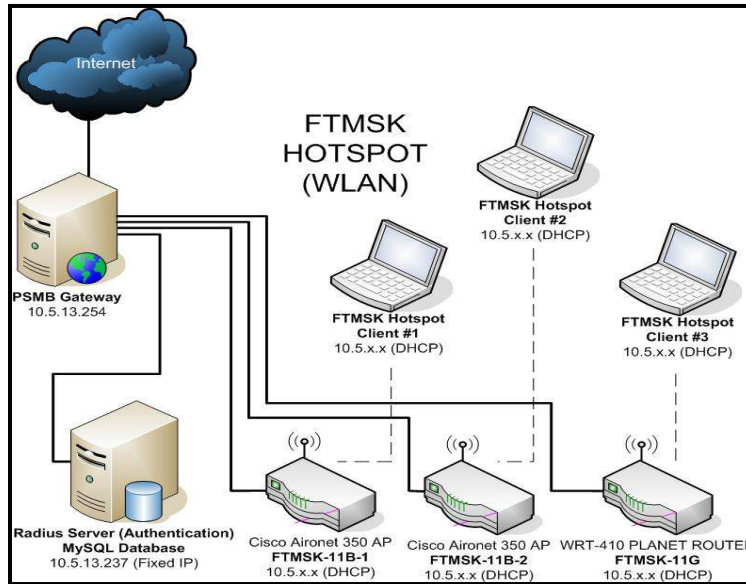 Internet
FTMSK
HOTSPOT
(WLAN)
FTMSK Hotspot
Client #2
10.5.x.x (DHCP)
PSMB Gateway
10.5.13.254
FTMSK Hotspot
Client #1
10.5.x.x (DHCP)
FTMSK Hotspot
Client #3
10.5.x.x (DHCP)
Radius Server (Authentication)
MySQL Database
10.5.13.237 (Fixed IP)
Cisco Aironet 350 AP
FTMSK-11B-1
10.5.x.x (DHCP)
Cisco Aironet 350 AP
FTMSK-11B-2
10.5.x.x (DHCP)
WRT-410 PLANET ROUTER
FTMSK-11G
10.5.x.x (DHCP)